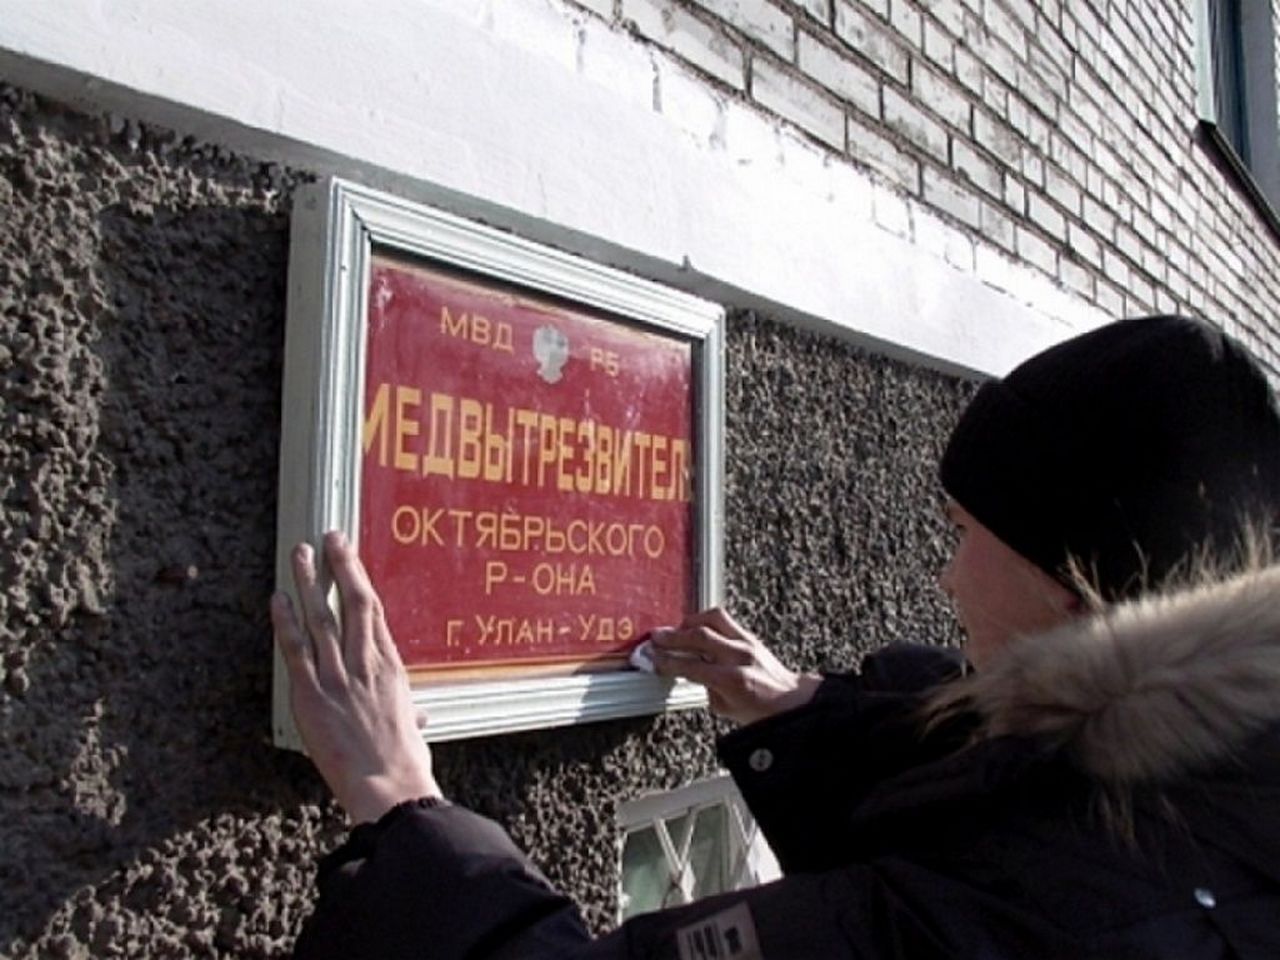 МВД РБ
МЕДВЫТРЕЗВИТЕЛЬ
ОКТЯБРЬСКОГО
Р-ОНА
Г. УЛАН-УДЭ